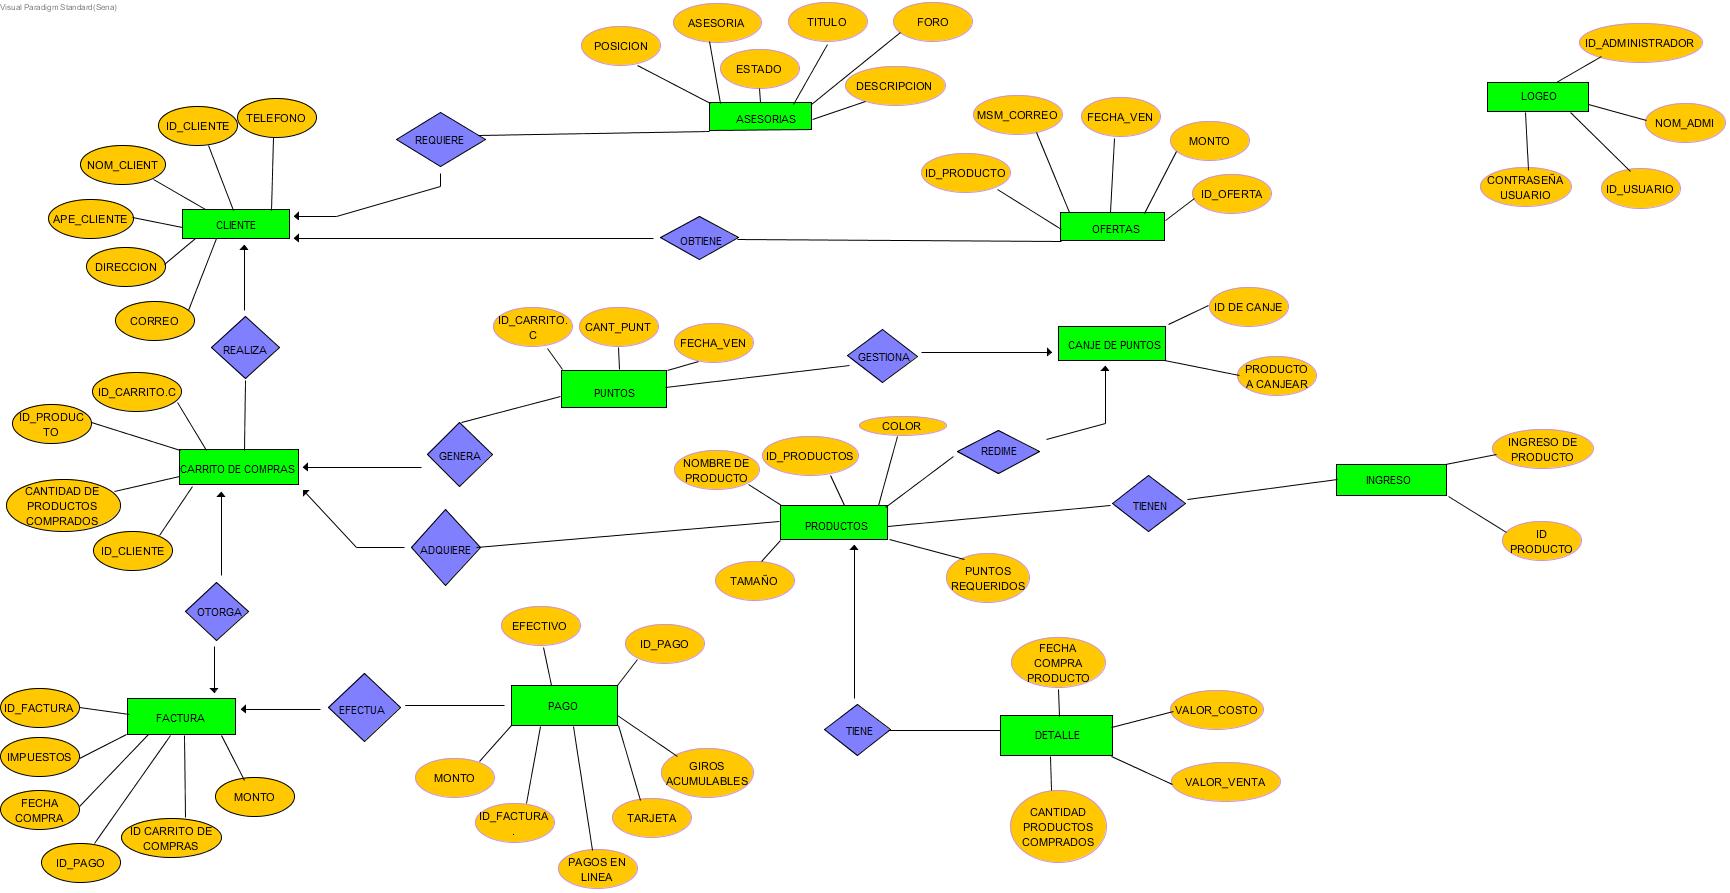 Visual Paradigm Standard(Sena)
POSICION
ASESORIA
TITULO
FORO
ESTADO
DESCRIPCION
ASESORIAS
REQUIERE
ID_CLIENTE
TELEFONO
NOM_CLIENT
APE_CLIENTE
CLIENTE
DIRECCION
CORREO
OBTIENE
MSM_CORREO
FECHA_VEN
MONTO
ID_PRODUCTO
ID_OFERTA
OFERTAS
ID_ADMINISTRADOR
LOGEO
NOM_ADMI
CONTRASEÑA
USUARIO
ID_USUARIO
REALIZA
ID_CARRITO.
C
CANT_PUNT
FECHA_VEN
PUNTOS
GESTIONA
ID DE CANJE
CANJE DE PUNTOS
PRODUCTO
A CANJEAR
ID_CARRITO.C
ID_PRODUC
TO
CARRITO DE COMPRAS
CANTIDAD DE
PRODUCTOS
COMPRADOS
ID_CLIENTE
GENERA
ADQUIERE
NOMBRE DE
PRODUCTO
ID_PRODUCTOS
COLOR
REDIME
PRODUCTOS
TAMAÑO
PUNTOS
REQUERIDOS
TIENEN
INGRESO DE
PRODUCTO
INGRESO
ID
PRODUCTO
OTORGA
ID_FACTURA
FACTURA
IMPUESTOS
FECHA
COMPRA
ID_PAGO
ID CARRITO DE
COMPRAS
MONTO
EFECTUA
EFECTIVO
ID_PAGO
PAGO
MONTO
ID_FACTURA
.
PAGOS EN
LINEA
TARJETA
GIROS
ACUMULABLES
TIENE
FECHA
COMPRA
PRODUCTO
VALOR_COSTO
DETALLE
VALOR_VENTA
CANTIDAD
PRODUCTOS
COMPRADOS